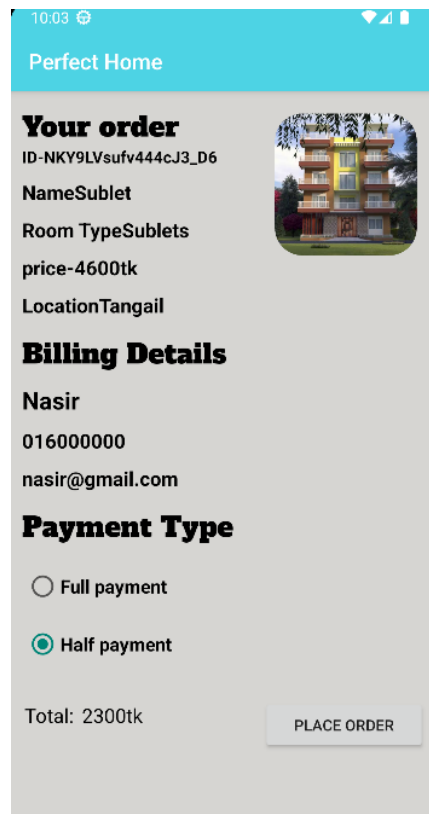 10:03
Perfect Home
Your order
ID-NKY9LVsufv444cJ3_D6
NameSublet
Room TypeSublets
price-4600tk
LocationTangail
Billing Details
Nasir
016000000
nasir@gmail.com
Payment Type
Full payment
Half payment
Total: 2300tk
PLACE ORDER